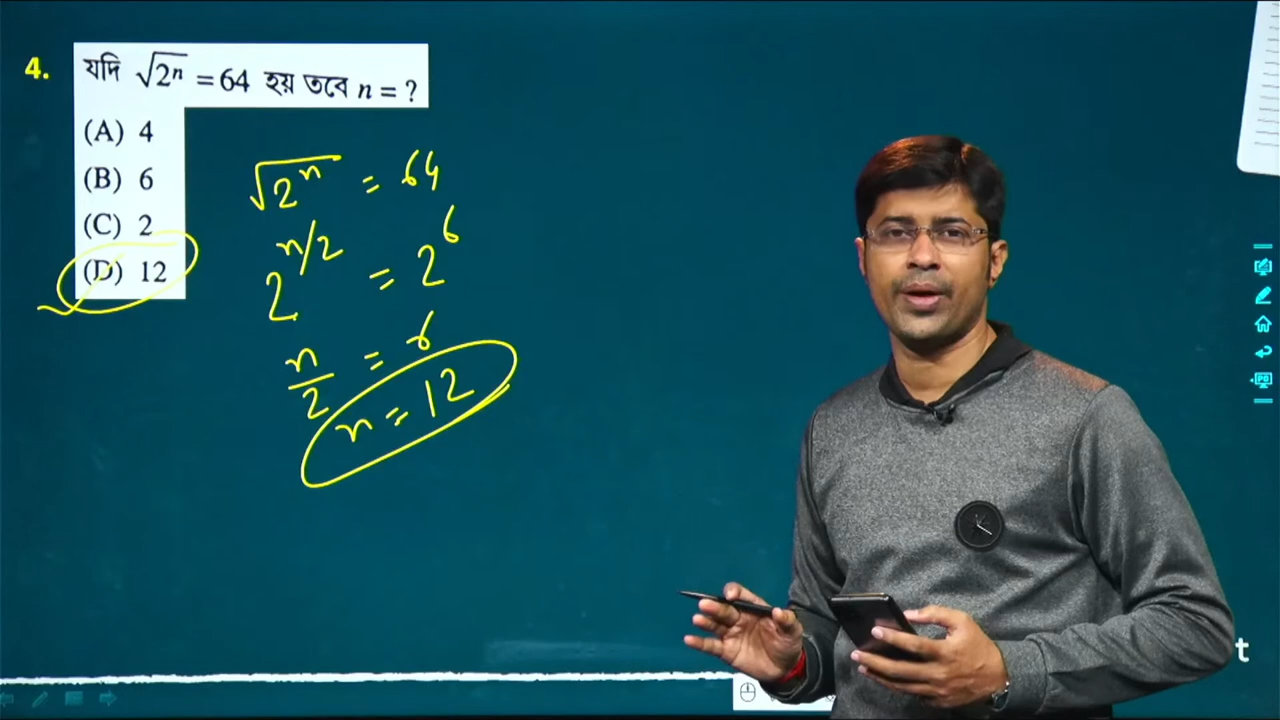 4. যদি √2ⁿ = 64 হয় তবে n = ?
(A) 4
(B) 6
(C) 2
(D) 12
√2ⁿ = 64
2^(n/2) = 2⁶
n/2 = 6
n = 12
t